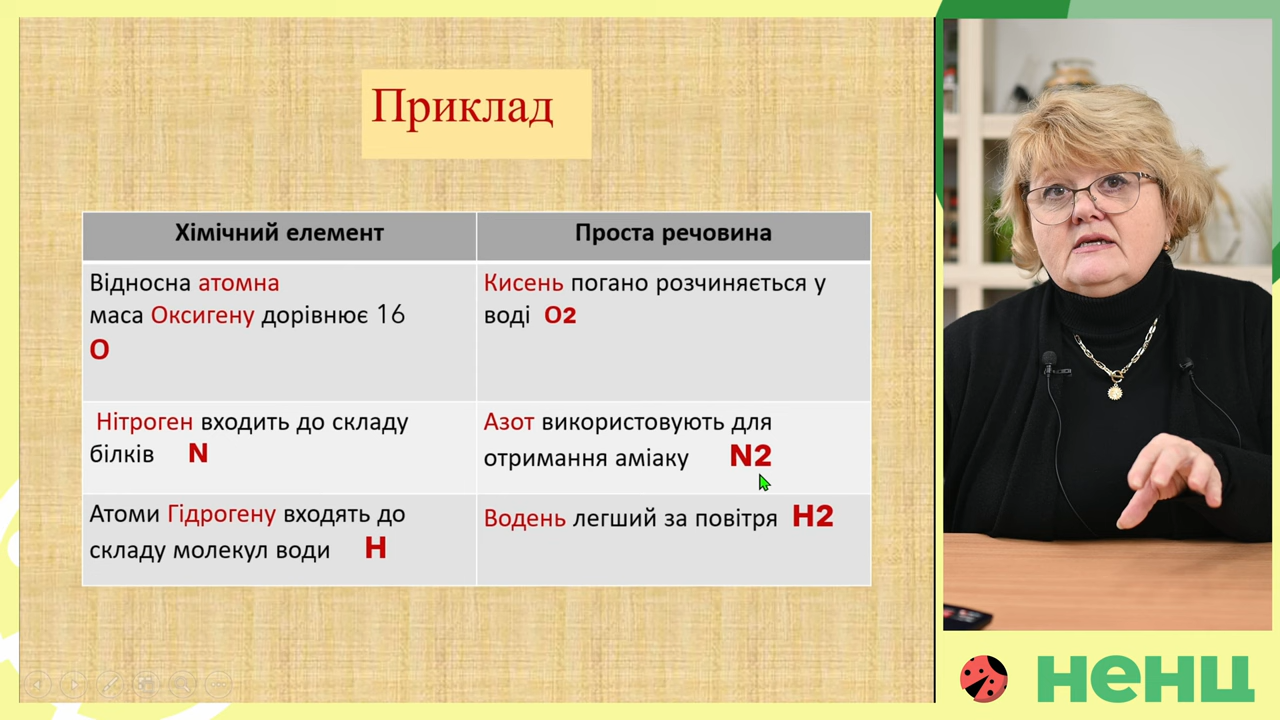 Приклад
Хімічний елемент
Проста речовина
Відносна атомна
маса Оксигену дорівнює 16
O
Кисень погано розчиняється у
воді O2
Нітроген входить до складу
білків N
Азот використовують для
отримання аміаку N2
Атоми Гідрогену входять до
складу молекул води H
Водень легший за повітря H2
ненц